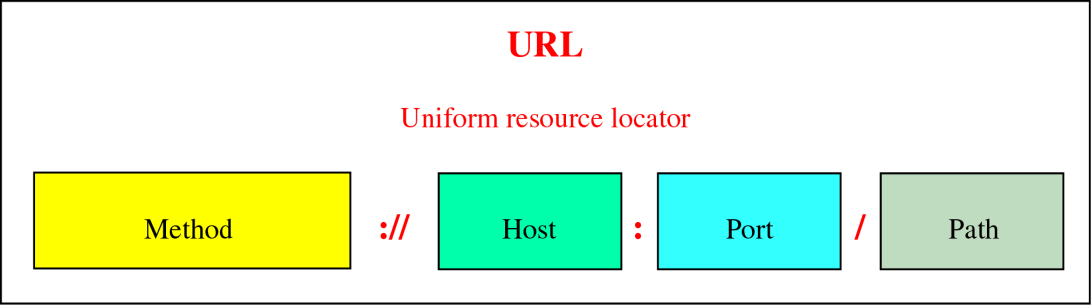 URL
Uniform resource locator
Method :// Host : Port / Path